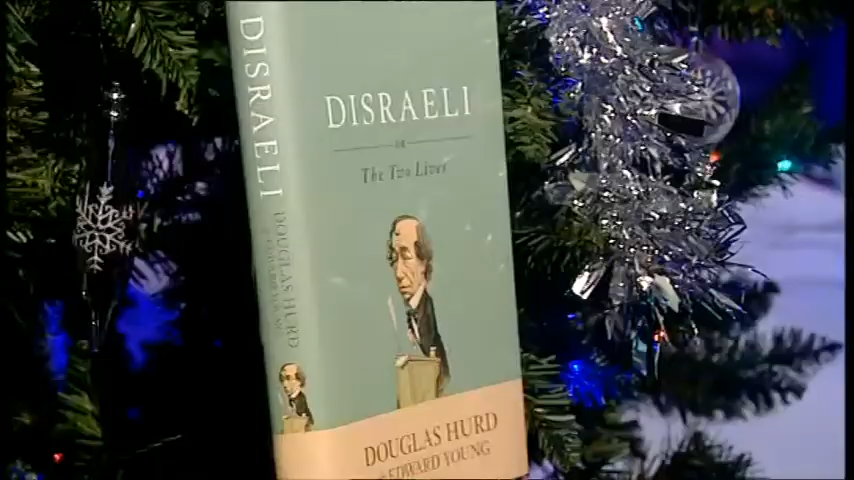 DISRAELI
DOUGLAS HURD
DISRAELI
OR
The Two Lives
DOUGLAS HURD
EDWARD YOUNG